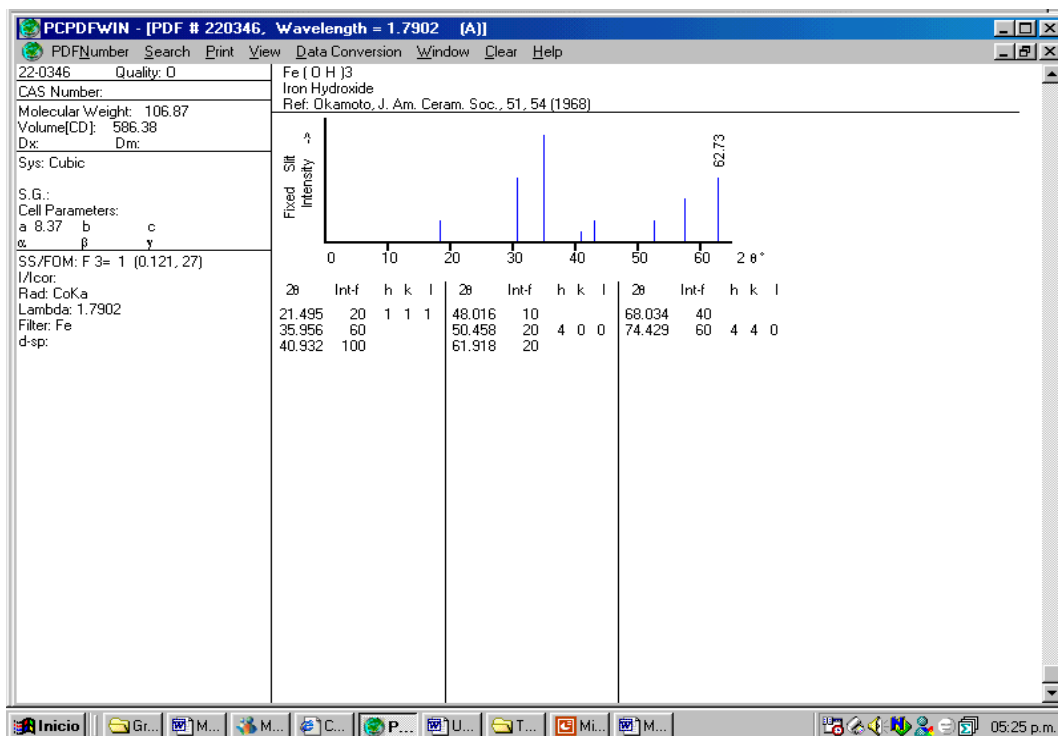 PCPDFWIN - [PDF # 220346, Wavelength = 1.7902 (A)]
PDFNumber Search Print View Data Conversion Window Clear Help
22-0346 Quality: O
CAS Number:
Molecular Weight: 106.87
Volume[CD]: 586.38
Dx: Dm:
Sys: Cubic
S.G.:
Cell Parameters:
a 8.37 b c
α β γ
SS/FOM: F 3= 1 (0.121, 27)
I/Icor:
Rad: CoKa
Lambda: 1.7902
Filter: Fe
d-sp:
Fe ( O H )3
Iron Hydroxide
Ref: Okamoto, J. Am. Ceram. Soc., 51, 54 (1968)
Fixed Slit
Intensity ->
62.73
0 10 20 30 40 50 60 2 θ °
2θ Int-f h k l 2θ Int-f h k l 2θ Int-f h k l
21.495 20 1 1 1 48.016 10 68.034 40
35.956 60 50.458 20 4 0 0 74.429 60 4 4 0
40.932 100 61.918 20
Inicio Gr... M... M... C... P... U... T... Mi... M... 05:25 p.m.